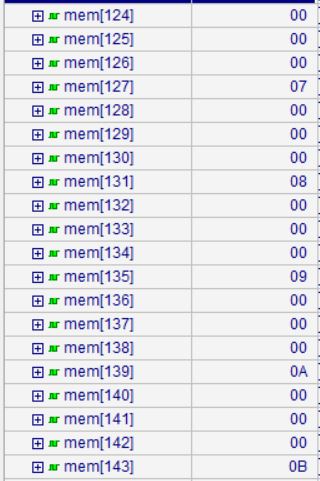 mem[124] 00
mem[125] 00
mem[126] 00
mem[127] 07
mem[128] 00
mem[129] 00
mem[130] 00
mem[131] 08
mem[132] 00
mem[133] 00
mem[134] 00
mem[135] 09
mem[136] 00
mem[137] 00
mem[138] 00
mem[139] 0A
mem[140] 00
mem[141] 00
mem[142] 00
mem[143] 0B